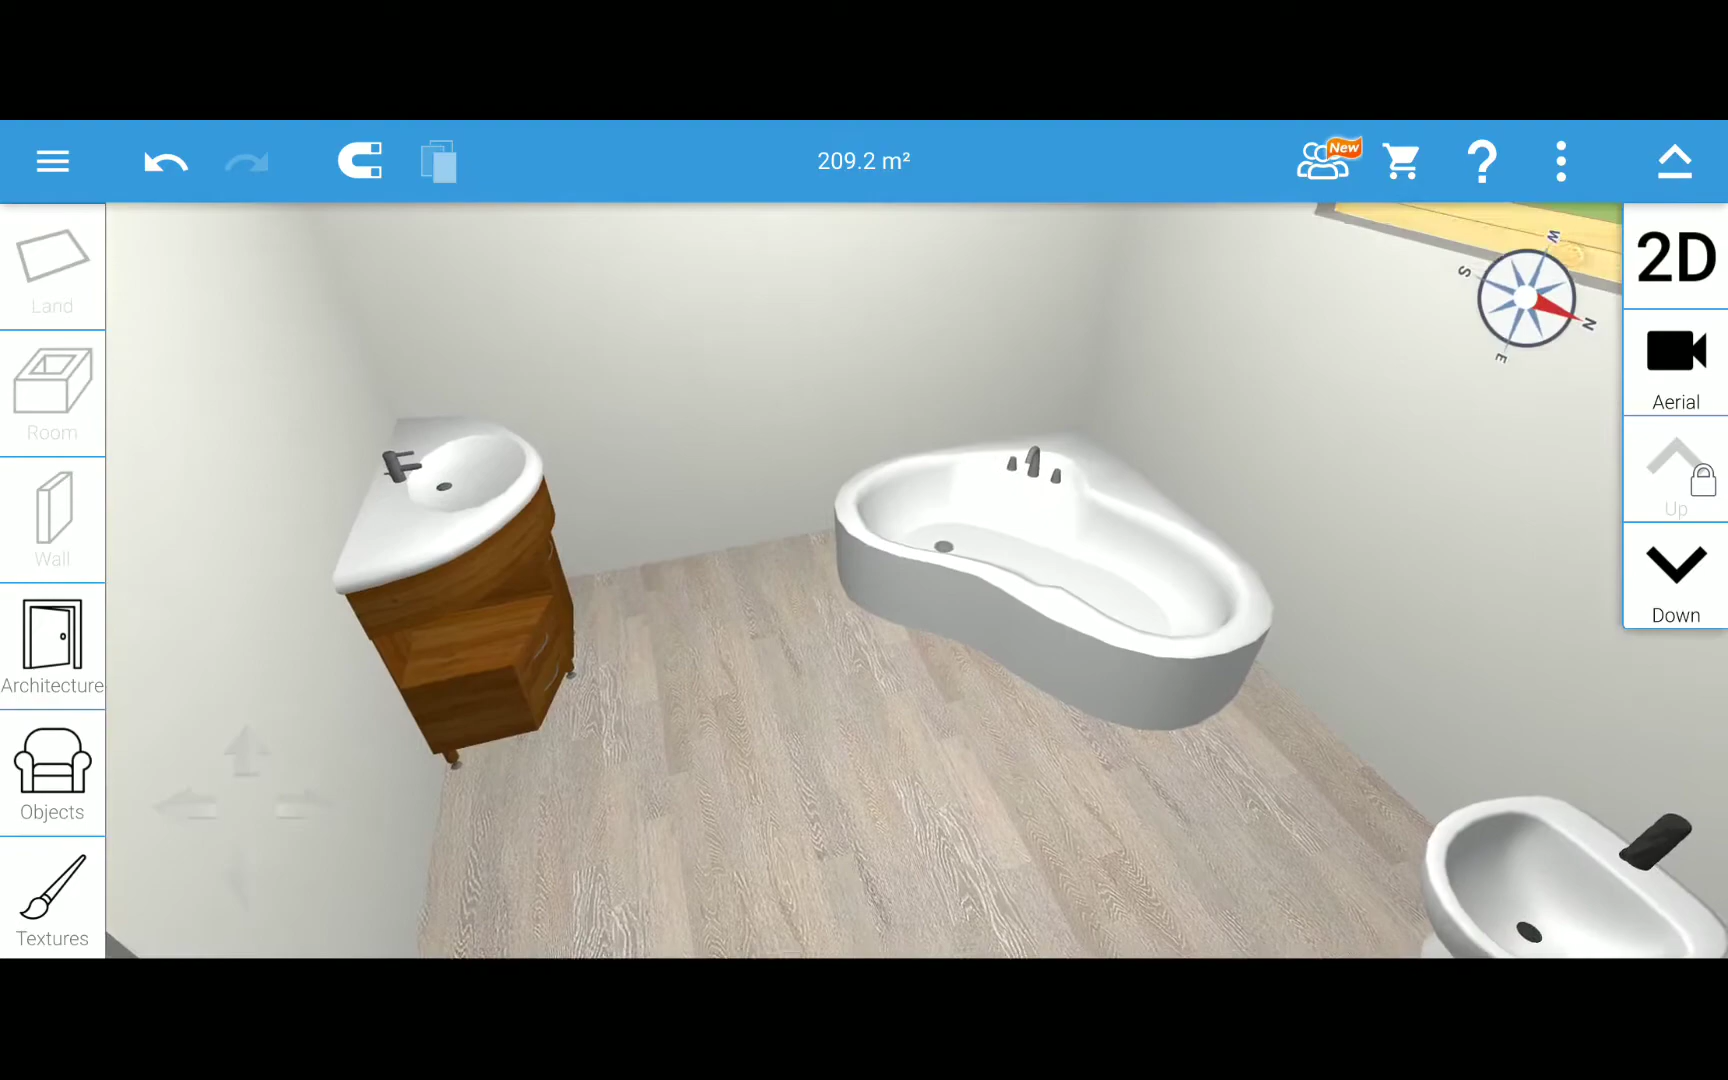 209.2 m²
New
Land
Room
Wall
Architecture
Objects
Textures
W
S
N
E
2D
Aerial
Up
Down